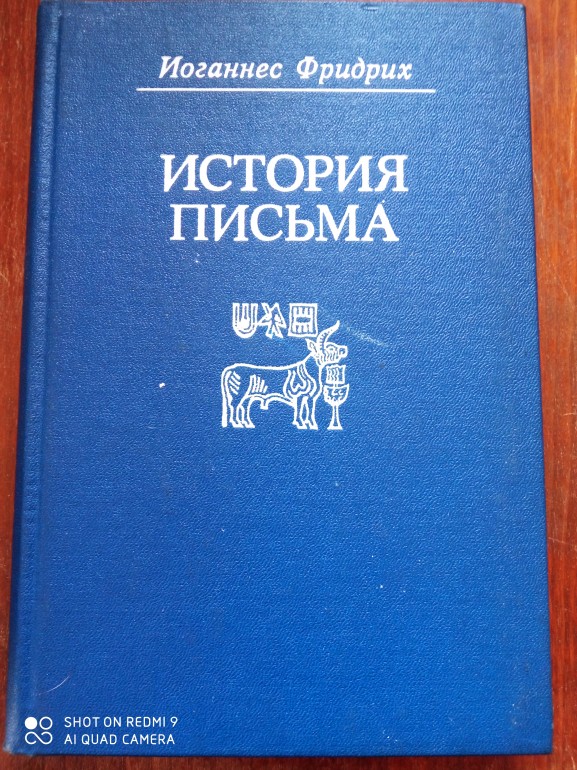 Иоганнес Фридрих
ИСТОРИЯ
ПИСЬМА
SHOT ON REDMI 9
AI QUAD CAMERA